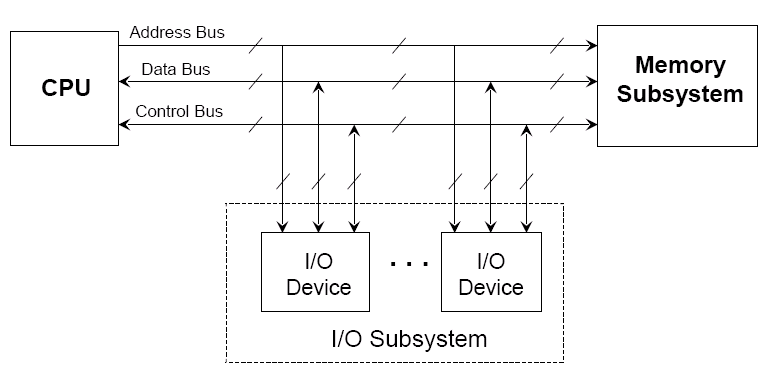 Address Bus
CPU
Data Bus
Control Bus
Memory
Subsystem
I/O
Device
. . .
I/O
Device
I/O Subsystem